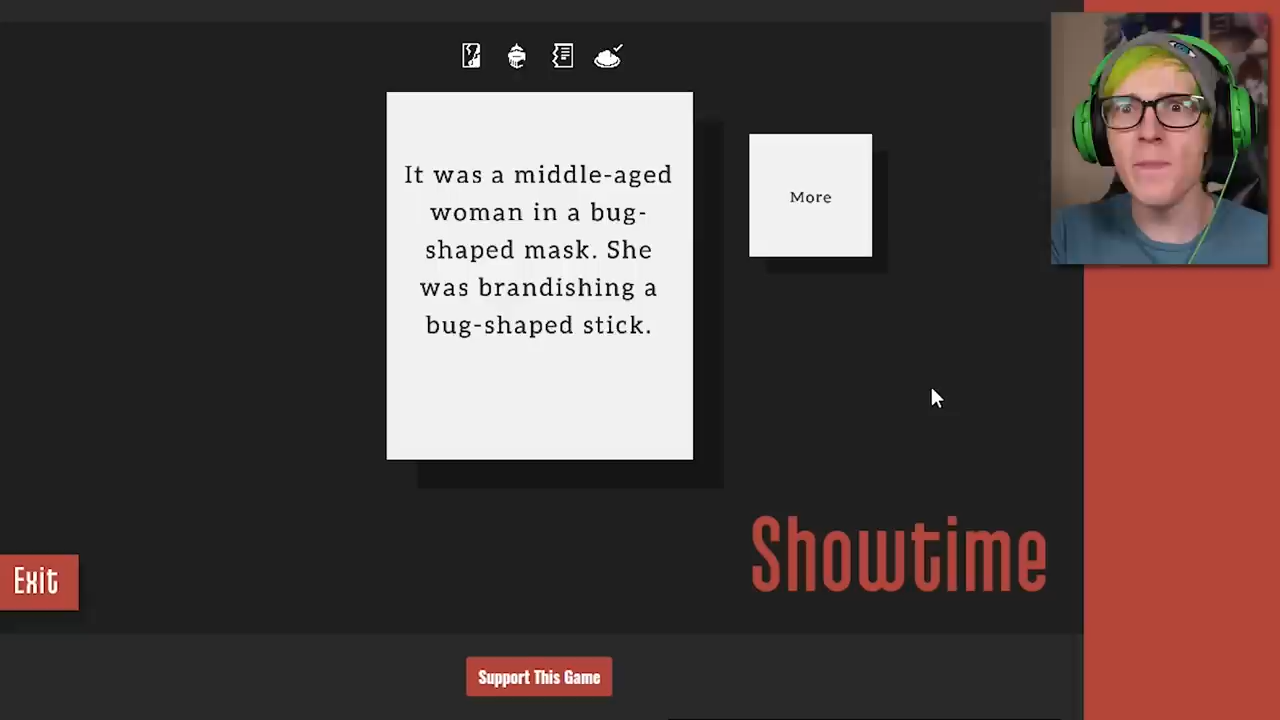 It was a middle-aged
woman in a bug-
shaped mask. She
was brandishing a
bug-shaped stick.
More
Showtime
Exit
Support This Game